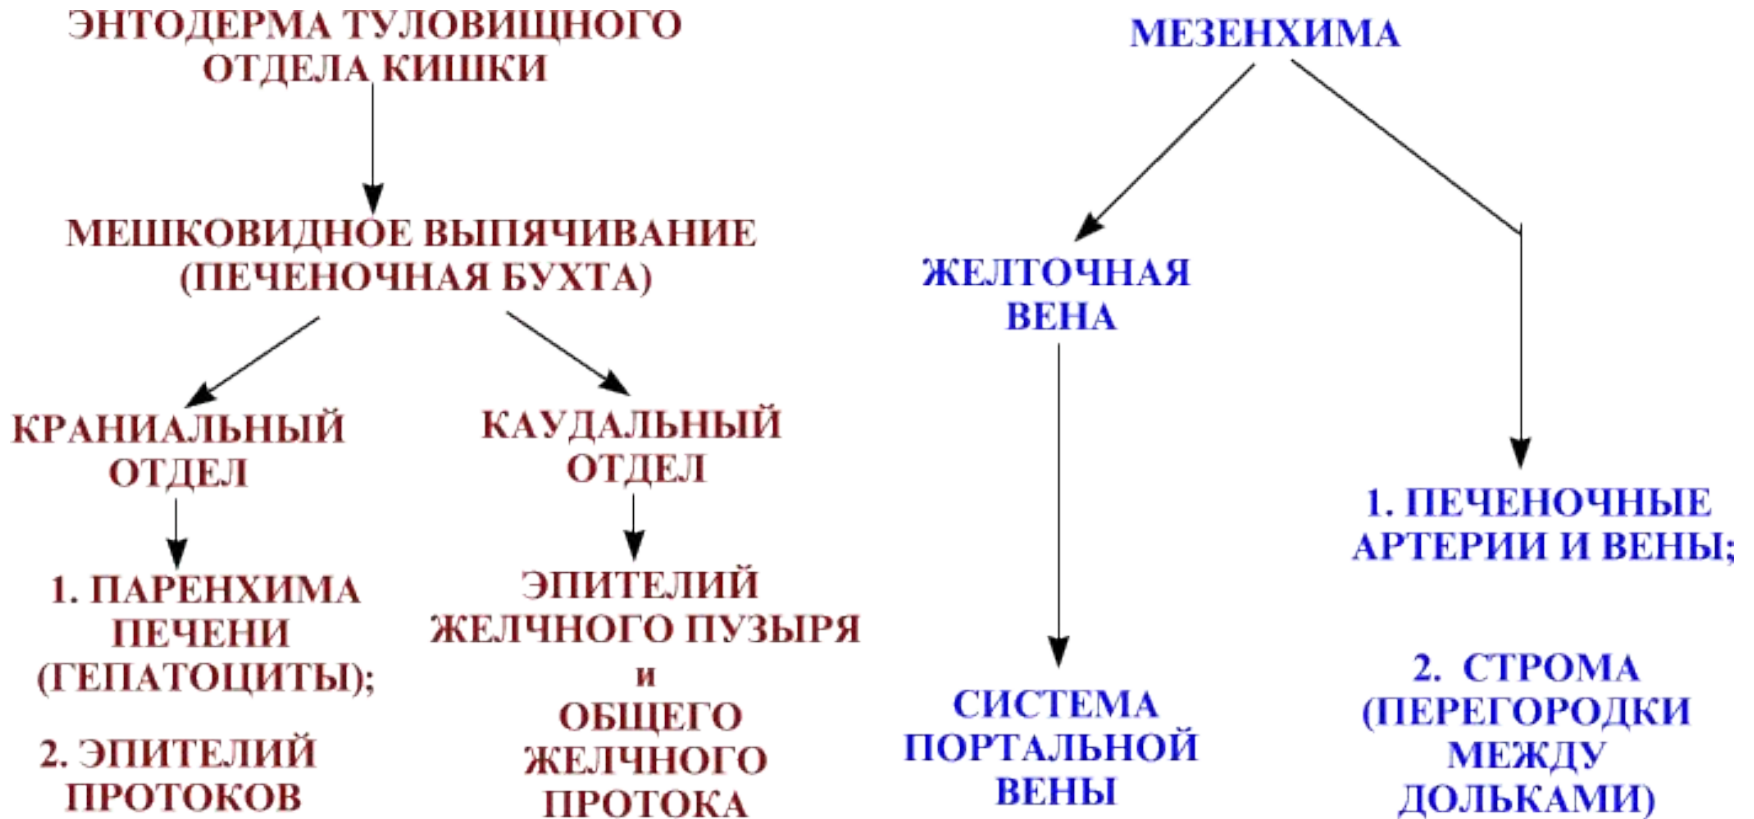 ЭНТОДЕРМА ТУЛОВИЩНОГО
ОТДЕЛА КИШКИ
МЕШКОВИДНОЕ ВЫПЯЧИВАНИЕ
(ПЕЧЕНОЧНАЯ БУХТА)
КРАНИАЛЬНЫЙ
ОТДЕЛ
1. ПАРЕНХИМА
ПЕЧЕНИ
(ГЕПАТОЦИТЫ);
2. ЭПИТЕЛИЙ
ПРОТОКОВ
КАУДАЛЬНЫЙ
ОТДЕЛ
ЭПИТЕЛИЙ
ЖЕЛЧНОГО ПУЗЫРЯ
и
ОБЩЕГО
ЖЕЛЧНОГО
ПРОТОКА
МЕЗЕНХИМА
ЖЕЛТОЧНАЯ
ВЕНА
СИСТЕМА
ПОРТАЛЬНОЙ
ВЕНЫ
1. ПЕЧЕНОЧНЫЕ
АРТЕРИИ И ВЕНЫ;
2. СТРОМА
(ПЕРЕГОРОДКИ
МЕЖДУ
ДОЛЬКАМИ)